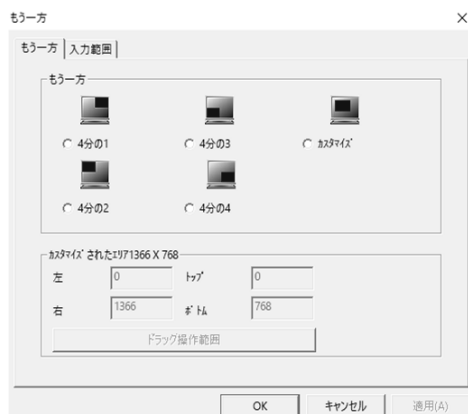 もう一方
もう一方 入力範囲
もう一方
4分の1 4分の3 ｶｽﾀﾏｲｽﾞ
4分の2 4分の4
ｶｽﾀﾏｲｽﾞされたｴﾘｱ1366 X 768
左 0 ﾄｯﾌﾟ 0
右 1366 ﾎﾞﾄﾑ 768
ドラッグ操作範囲
OK キャンセル 適用(A)